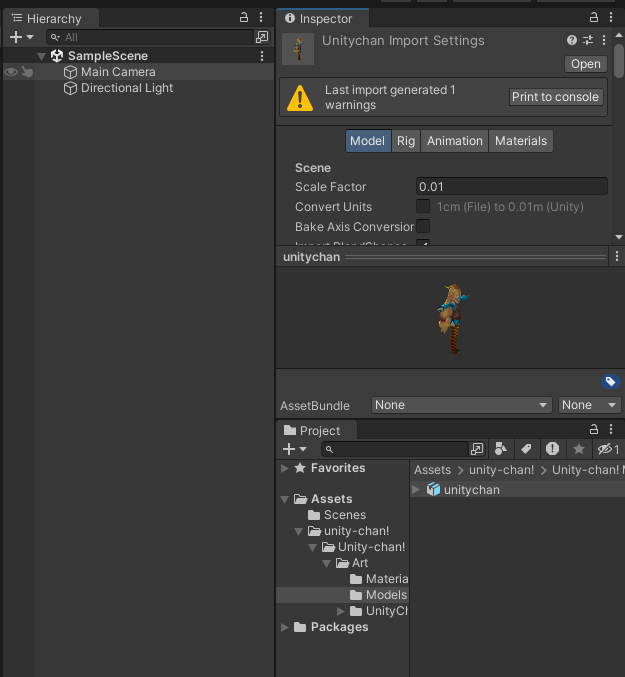 Hierarchy
All
SampleScene
Main Camera
Directional Light
Inspector
Unitychan Import Settings
Open
Last import generated 1
warnings
Print to console
Model Rig Animation Materials
Scene
Scale Factor 0.01
Convert Units 1cm (File) to 0.01m (Unity)
Bake Axis Conversion
Import BlendShapes
unitychan
AssetBundle None None
Project
1
Favorites
Assets
Scenes
unity-chan!
Unity-chan!
Art
Materia
Models
UnityCh
Packages
Assets > unity-chan! > Unity-chan! M
unitychan